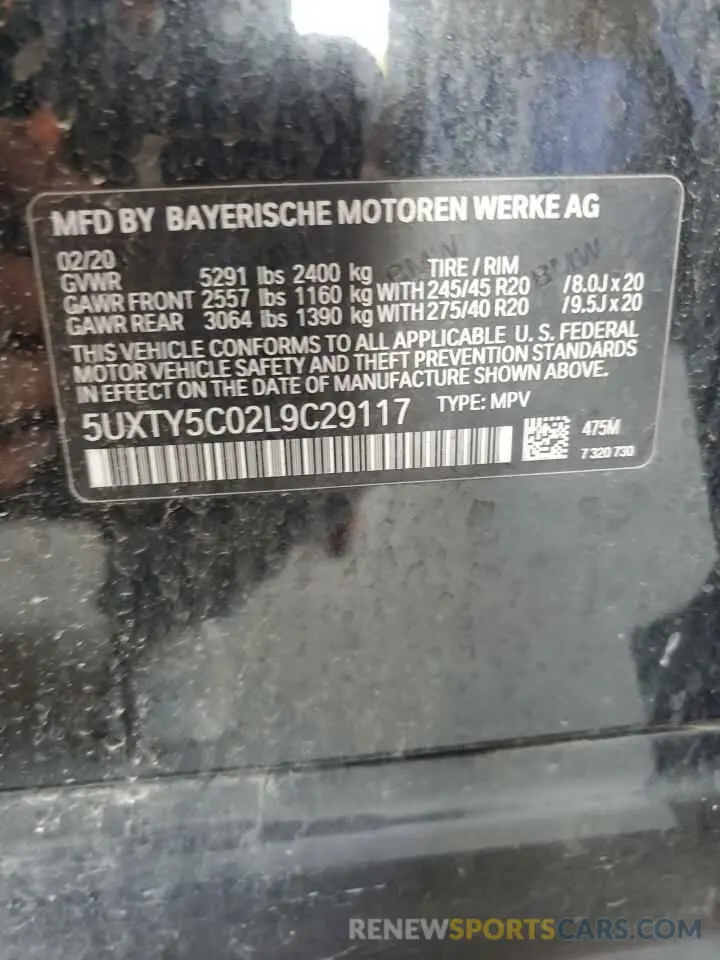 MFD BY BAYERISCHE MOTOREN WERKE AG
02/20
GVWR 5291 lbs 2400 kg TIRE / RIM
GAWR FRONT 2557 lbs 1160 kg WITH 245/45 R20 /8.0J x 20
GAWR REAR 3064 lbs 1390 kg WITH 275/40 R20 /9.5J x 20
THIS VEHICLE CONFORMS TO ALL APPLICABLE U.S. FEDERAL
MOTOR VEHICLE SAFETY AND THEFT PREVENTION STANDARDS
IN EFFECT ON THE DATE OF MANUFACTURE SHOWN ABOVE.
5UXTY5C02L9C29117 TYPE: MPV
475M
7 320 730
BMW BMW
RENEWSPORTSCARS.COM